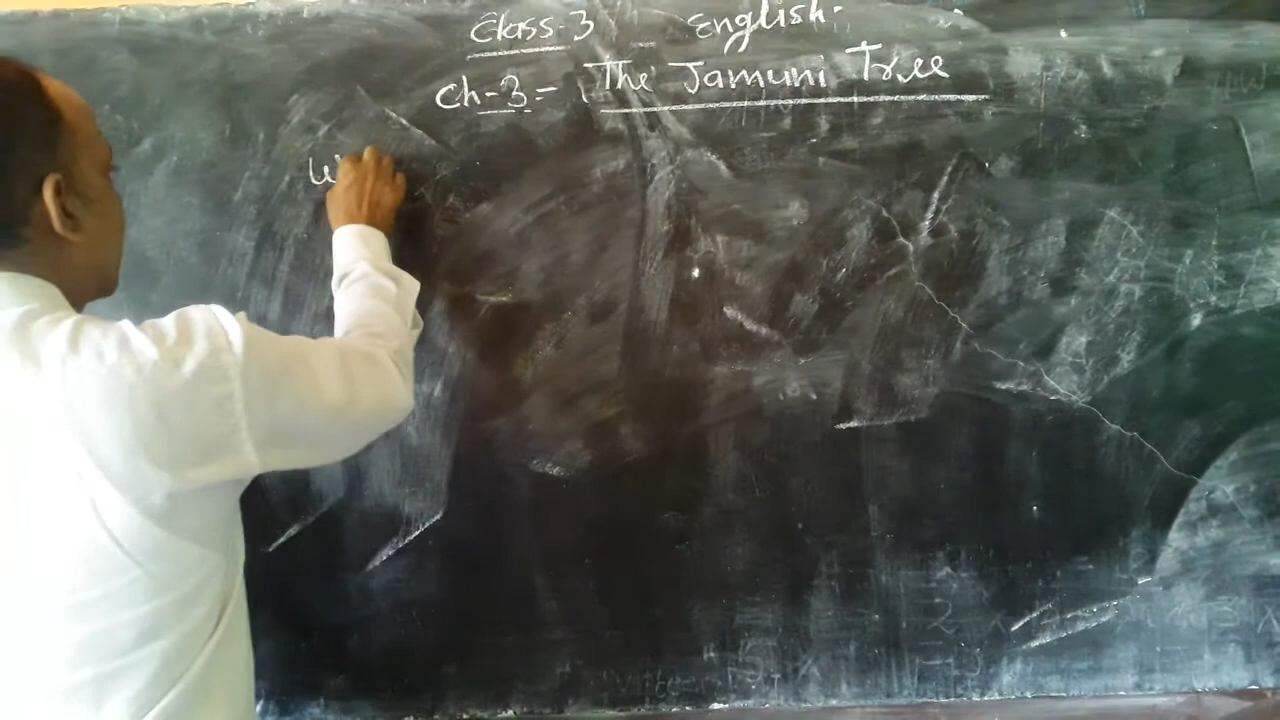 Class-3 - English.
Ch-3 = The Jamuni Tree
W